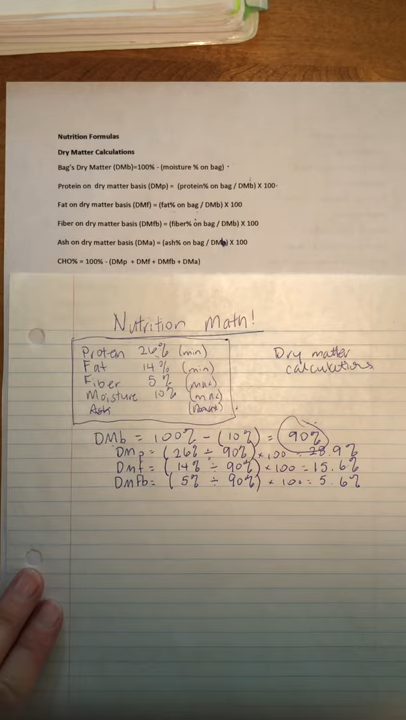 Nutrition Formulas
Dry Matter Calculations
Bag's Dry Matter (DMb)=100% - (moisture % on bag)
Protein on dry matter basis (DMp) = (protein% on bag / DMb) X 100
Fat on dry matter basis (DMf) = (fat% on bag / DMb) X 100
Fiber on dry matter basis (DMfb) = (fiber% on bag / DMb) X 100
Ash on dry matter basis (DMa) = (ash% on bag / DMb) X 100
CHO% = 100% - (DMp + DMf + DMfb + DMa)
Nutrition Math!
Protein 26% (min)
Fat 14% (min)
Fiber 5% (max)
Moisture 10% (max)
Ash
Dry matter
calculations
DMb = 100% - (10%) = 90%
DMp = (26% ÷ 90%) × 100 = 28.9%
DMf = (14% ÷ 90%) × 100 = 15.6%
DMfb = (5% ÷ 90%) × 100 = 5.6%